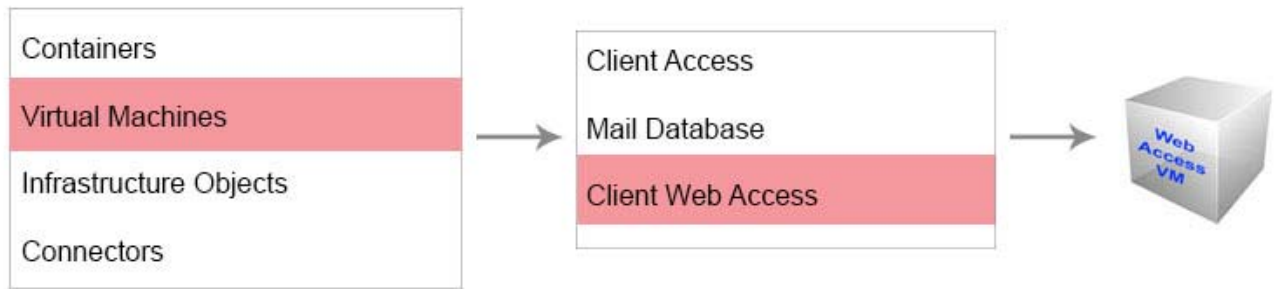 Containers
Virtual Machines
Infrastructure Objects
Connectors
Client Access
Mail Database
Client Web Access
Web
Access
VM